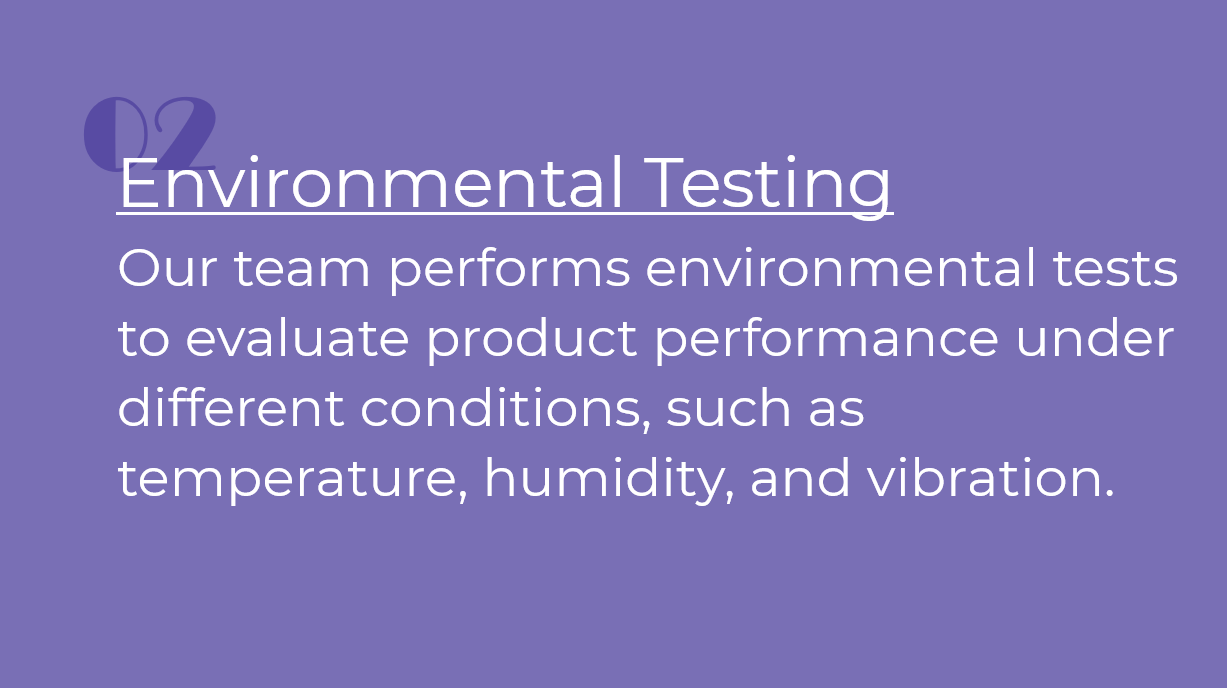 02
Environmental Testing
Our team performs environmental tests
to evaluate product performance under
different conditions, such as
temperature, humidity, and vibration.